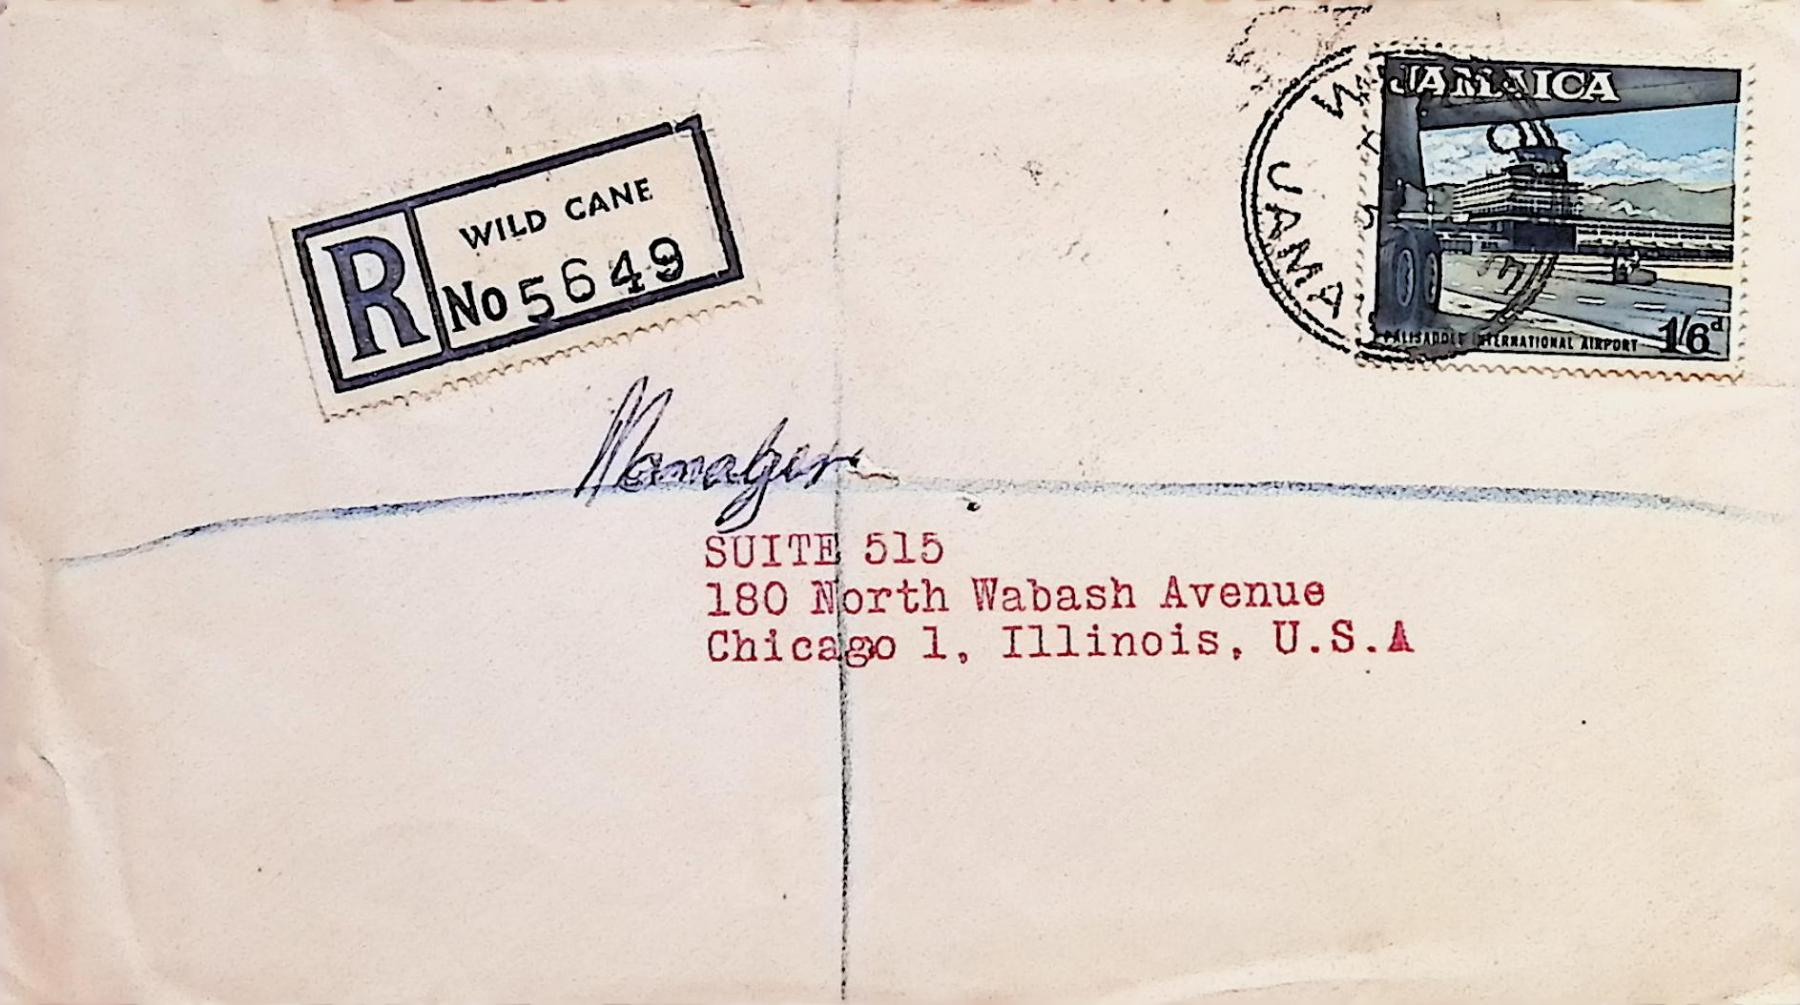 JAMAICA
WILD CANE
R
No 5649
JAMA
PALISADOES INTERNATIONAL AIRPORT 1/6d
Manager
SUITE 515
180 North Wabash Avenue
Chicago 1, Illinois, U.S.A